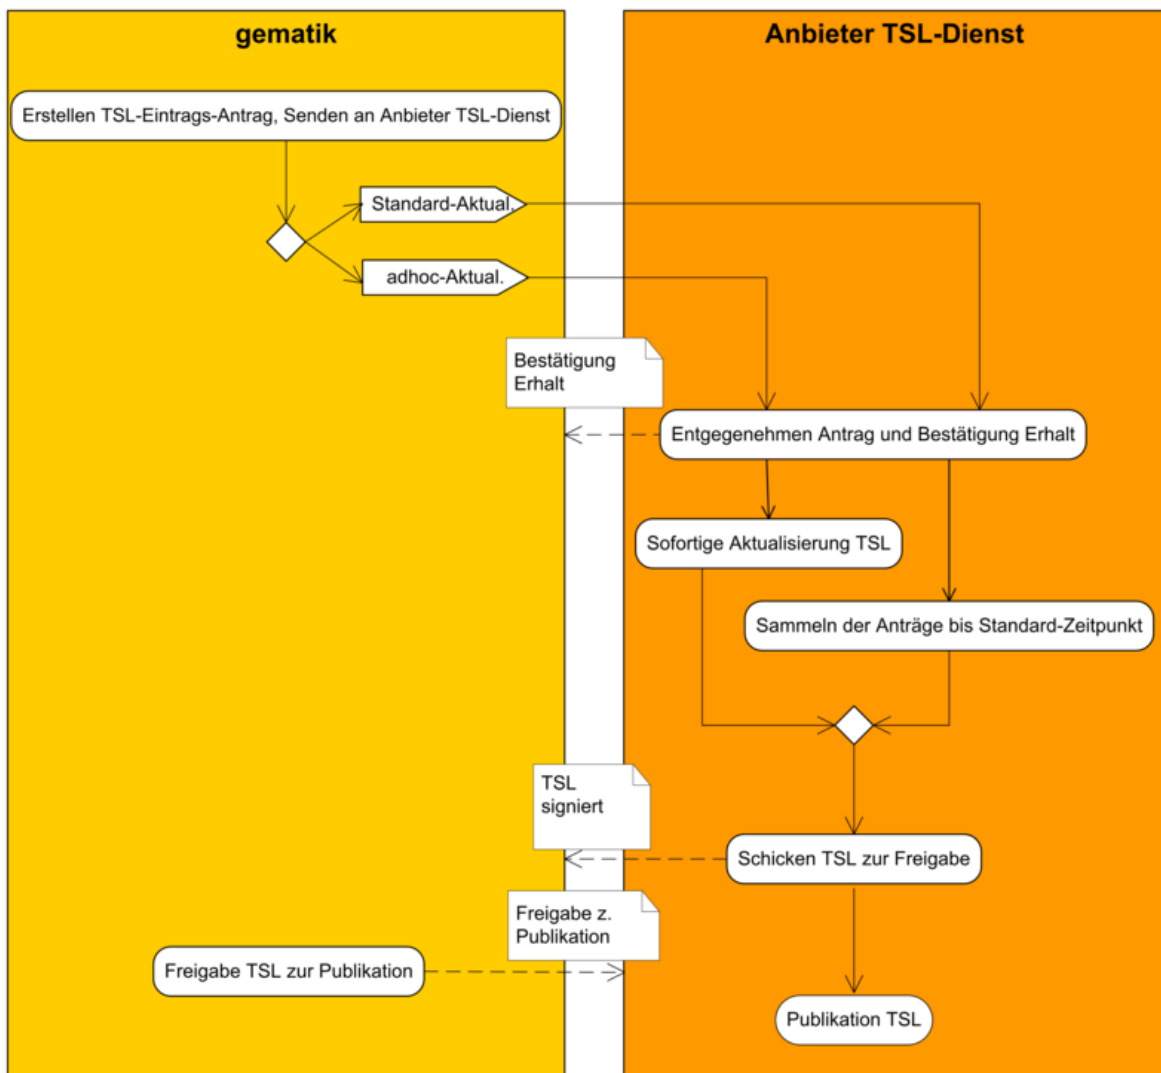 gematik
Anbieter TSL-Dienst
Erstellen TSL-Eintrags-Antrag, Senden an Anbieter TSL-Dienst
Standard-Aktual.
adhoc-Aktual.
Bestätigung
Erhalt
Entgegenehmen Antrag und Bestätigung Erhalt
Sofortige Aktualisierung TSL
Sammeln der Anträge bis Standard-Zeitpunkt
TSL
signiert
Schicken TSL zur Freigabe
Freigabe z.
Publikation
Freigabe TSL zur Publikation
Publikation TSL